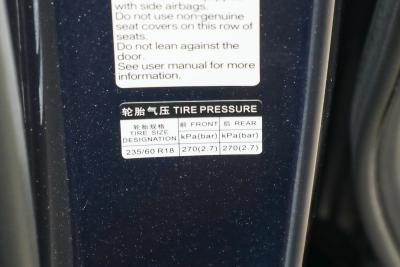 with side airbags.
Do not use non-genuine
seat covers on this row of
seats.
Do not lean against the
door.
See user manual for more
information.
轮胎气压 TIRE PRESSURE
轮胎规格 前 FRONT 后 REAR
TIRE SIZE
DESIGNATION kPa(bar) kPa(bar)
235/60 R18 270(2.7) 270(2.7)